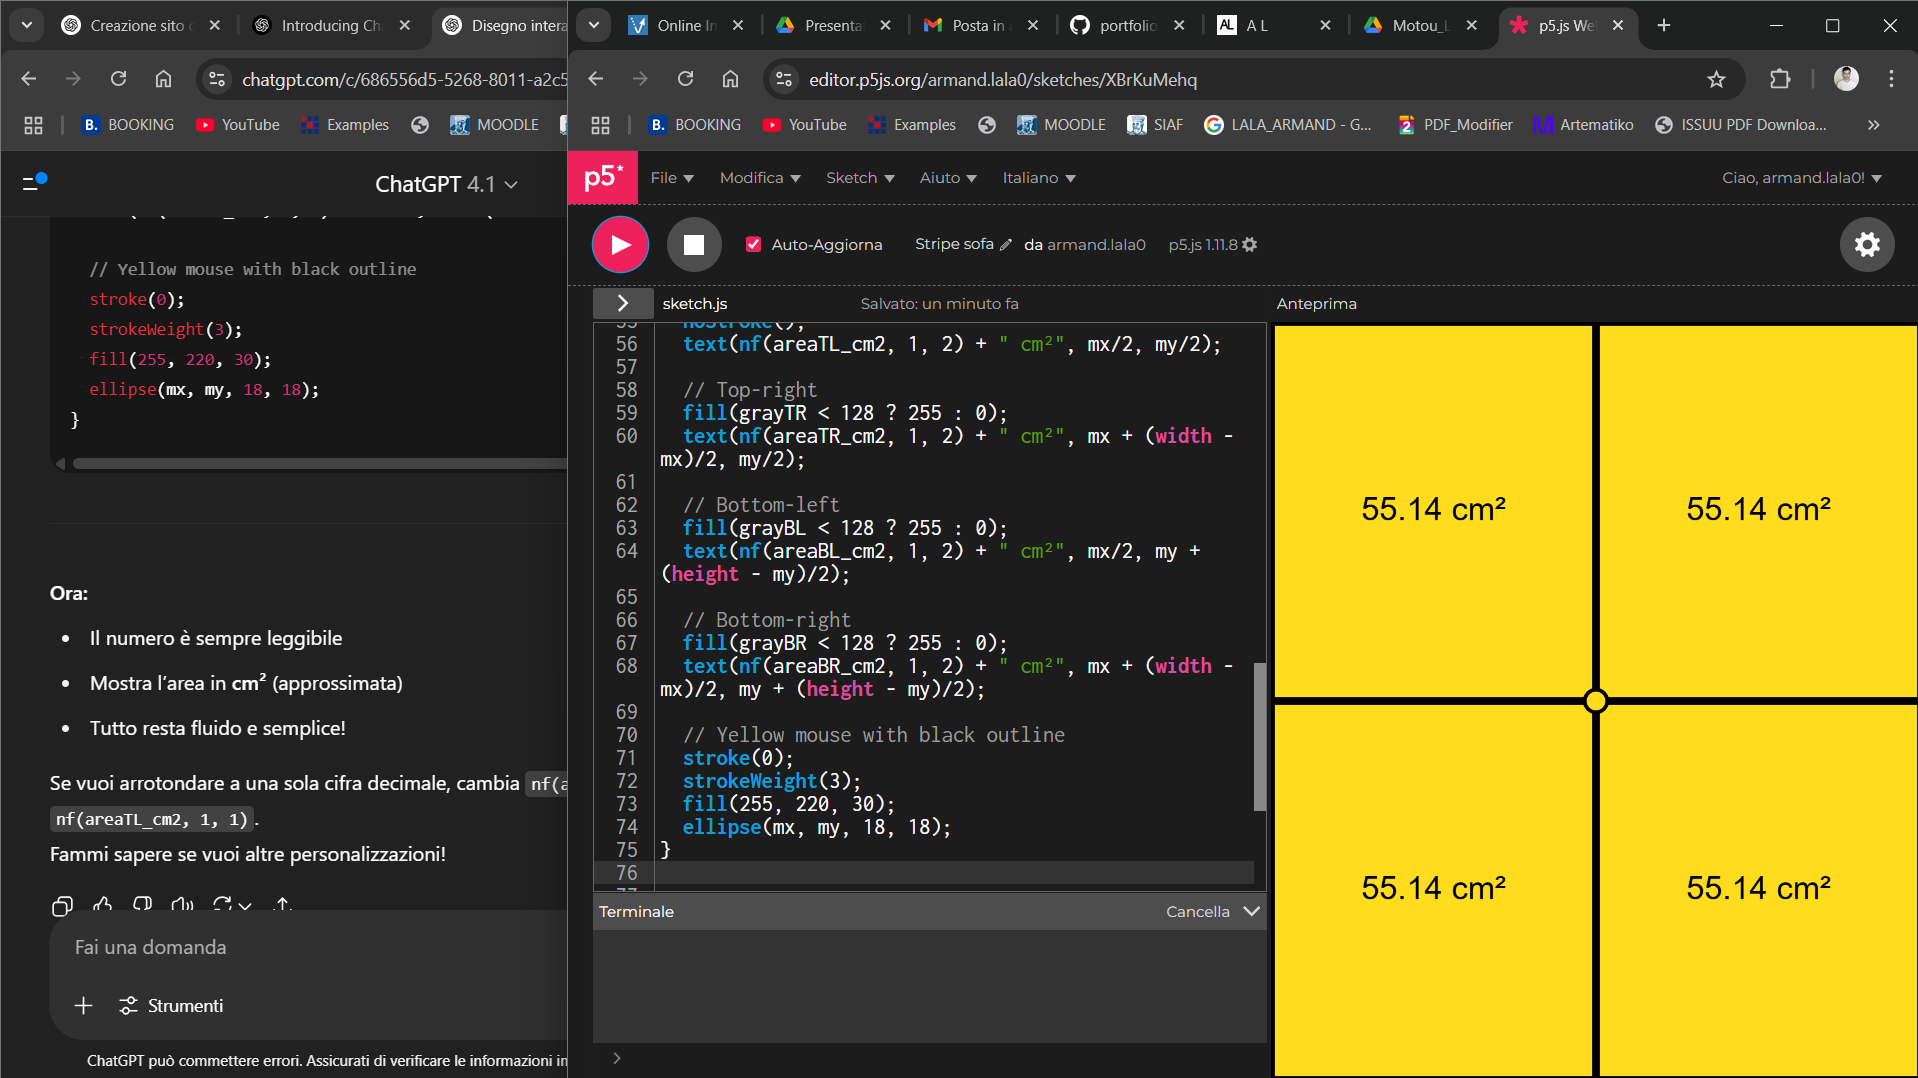 Creazione sito
Introducing Ch
Disegno intera
chatgpt.com/c/686556d5-5268-8011-a2c5
BOOKING
YouTube
Examples
MOODLE
ChatGPT 4.1
// Yellow mouse with black outline
stroke(0);
strokeWeight(3);
fill(255, 220, 30);
ellipse(mx, my, 18, 18);
}
Ora:
• Il numero è sempre leggibile
• Mostra l'area in cm² (approssimata)
• Tutto resta fluido e semplice!
Se vuoi arrotondare a una sola cifra decimale, cambia nf(a
nf(areaTL_cm2, 1, 1).
Fammi sapere se vuoi altre personalizzazioni!
Fai una domanda
Strumenti
ChatGPT può commettere errori. Assicurati di verificare le informazioni im
Online In
Presenta
Posta in a
portfolio
AL
A L
Motou_L
p5.js We
editor.p5js.org/armand.lala0/sketches/XBrKuMehq
BOOKING
YouTube
Examples
MOODLE
SIAF
LALA_ARMAND - G...
PDF_Modifier
Artematiko
ISSUU PDF Downloa...
p5*
File
Modifica
Sketch
Aiuto
Italiano
Ciao, armand.lala0!
Auto-Aggiorna
Stripe sofa
da armand.lala0
p5.js 1.11.8
sketch.js
Salvato: un minuto fa
Anteprima
55 noStroke();
56 text(nf(areaTL_cm2, 1, 2) + " cm²", mx/2, my/2);
57
58 // Top-right
59 fill(grayTR < 128 ? 255 : 0);
60 text(nf(areaTR_cm2, 1, 2) + " cm²", mx + (width -
mx)/2, my/2);
61
62 // Bottom-left
63 fill(grayBL < 128 ? 255 : 0);
64 text(nf(areaBL_cm2, 1, 2) + " cm²", mx/2, my +
(height - my)/2);
65
66 // Bottom-right
67 fill(grayBR < 128 ? 255 : 0);
68 text(nf(areaBR_cm2, 1, 2) + " cm²", mx + (width -
mx)/2, my + (height - my)/2);
69
70 // Yellow mouse with black outline
71 stroke(0);
72 strokeWeight(3);
73 fill(255, 220, 30);
74 ellipse(mx, my, 18, 18);
75 }
76
77
Terminale
Cancella
55.14 cm²
55.14 cm²
55.14 cm²
55.14 cm²